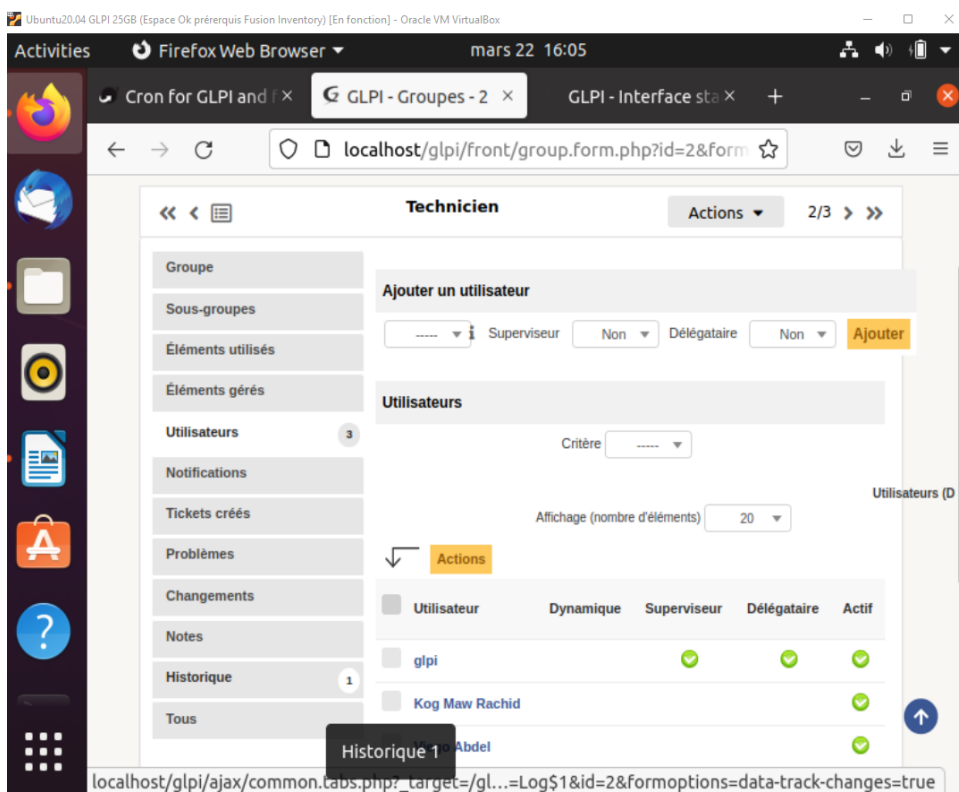 Ubuntu20.04 GLPI 25GB (Espace Ok prérerquis Fusion Inventory) [En fonction] - Oracle VM VirtualBox
Activities Firefox Web Browser mars 22 16:05
Cron for GLPI and f GLPI - Groupes - 2 GLPI - Interface sta
localhost/glpi/front/group.form.php?id=2&form
Technicien Actions 2/3
Groupe
Sous-groupes
Éléments utilisés
Éléments gérés
Utilisateurs 3
Notifications
Tickets créés
Problèmes
Changements
Notes
Historique 1
Tous
Ajouter un utilisateur
----- Superviseur Non Délégataire Non Ajouter
Utilisateurs
Critère -----
Utilisateurs (D
Affichage (nombre d'éléments) 20
Actions
Utilisateur Dynamique Superviseur Délégataire Actif
glpi
Kog Maw Rachid
Abdel
Historique 1
localhost/glpi/ajax/common.tabs.php?_target=/gl...=Log$1&id=2&formoptions=data-track-changes=true